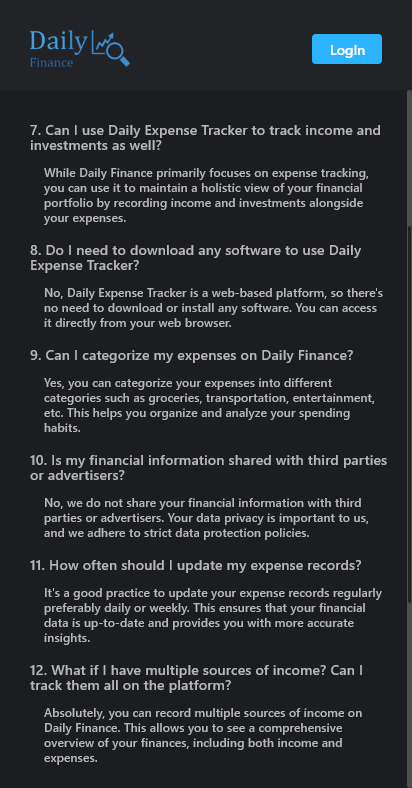 Daily
Finance
LogIn
7. Can I use Daily Expense Tracker to track income and
investments as well?
While Daily Finance primarily focuses on expense tracking,
you can use it to maintain a holistic view of your financial
portfolio by recording income and investments alongside
your expenses.
8. Do I need to download any software to use Daily
Expense Tracker?
No, Daily Expense Tracker is a web-based platform, so there's
no need to download or install any software. You can access
it directly from your web browser.
9. Can I categorize my expenses on Daily Finance?
Yes, you can categorize your expenses into different
categories such as groceries, transportation, entertainment,
etc. This helps you organize and analyze your spending
habits.
10. Is my financial information shared with third parties
or advertisers?
No, we do not share your financial information with third
parties or advertisers. Your data privacy is important to us,
and we adhere to strict data protection policies.
11. How often should I update my expense records?
It's a good practice to update your expense records regularly
preferably daily or weekly. This ensures that your financial
data is up-to-date and provides you with more accurate
insights.
12. What if I have multiple sources of income? Can I
track them all on the platform?
Absolutely, you can record multiple sources of income on
Daily Finance. This allows you to see a comprehensive
overview of your finances, including both income and
expenses.